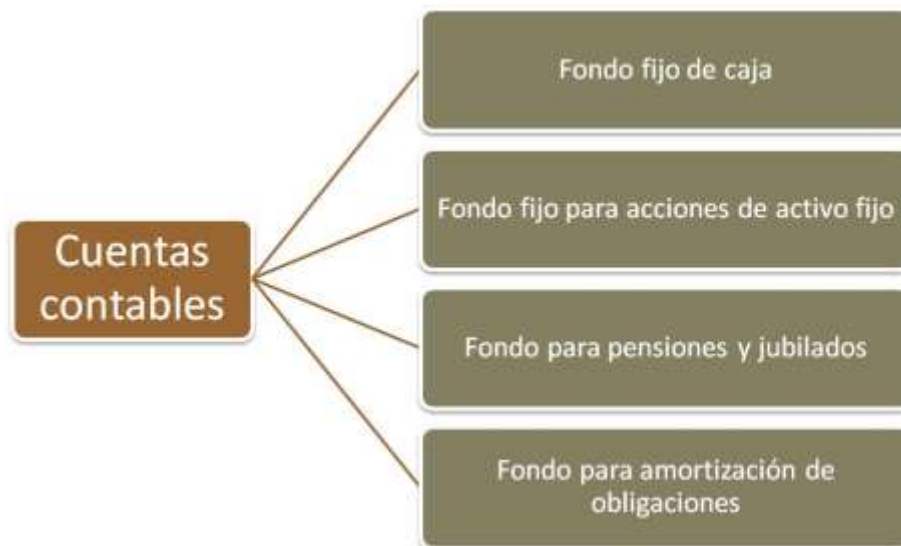 Cuentas
contables
Fondo fijo de caja
Fondo fijo para acciones de activo fijo
Fondo para pensiones y jubilados
Fondo para amortización de
obligaciones